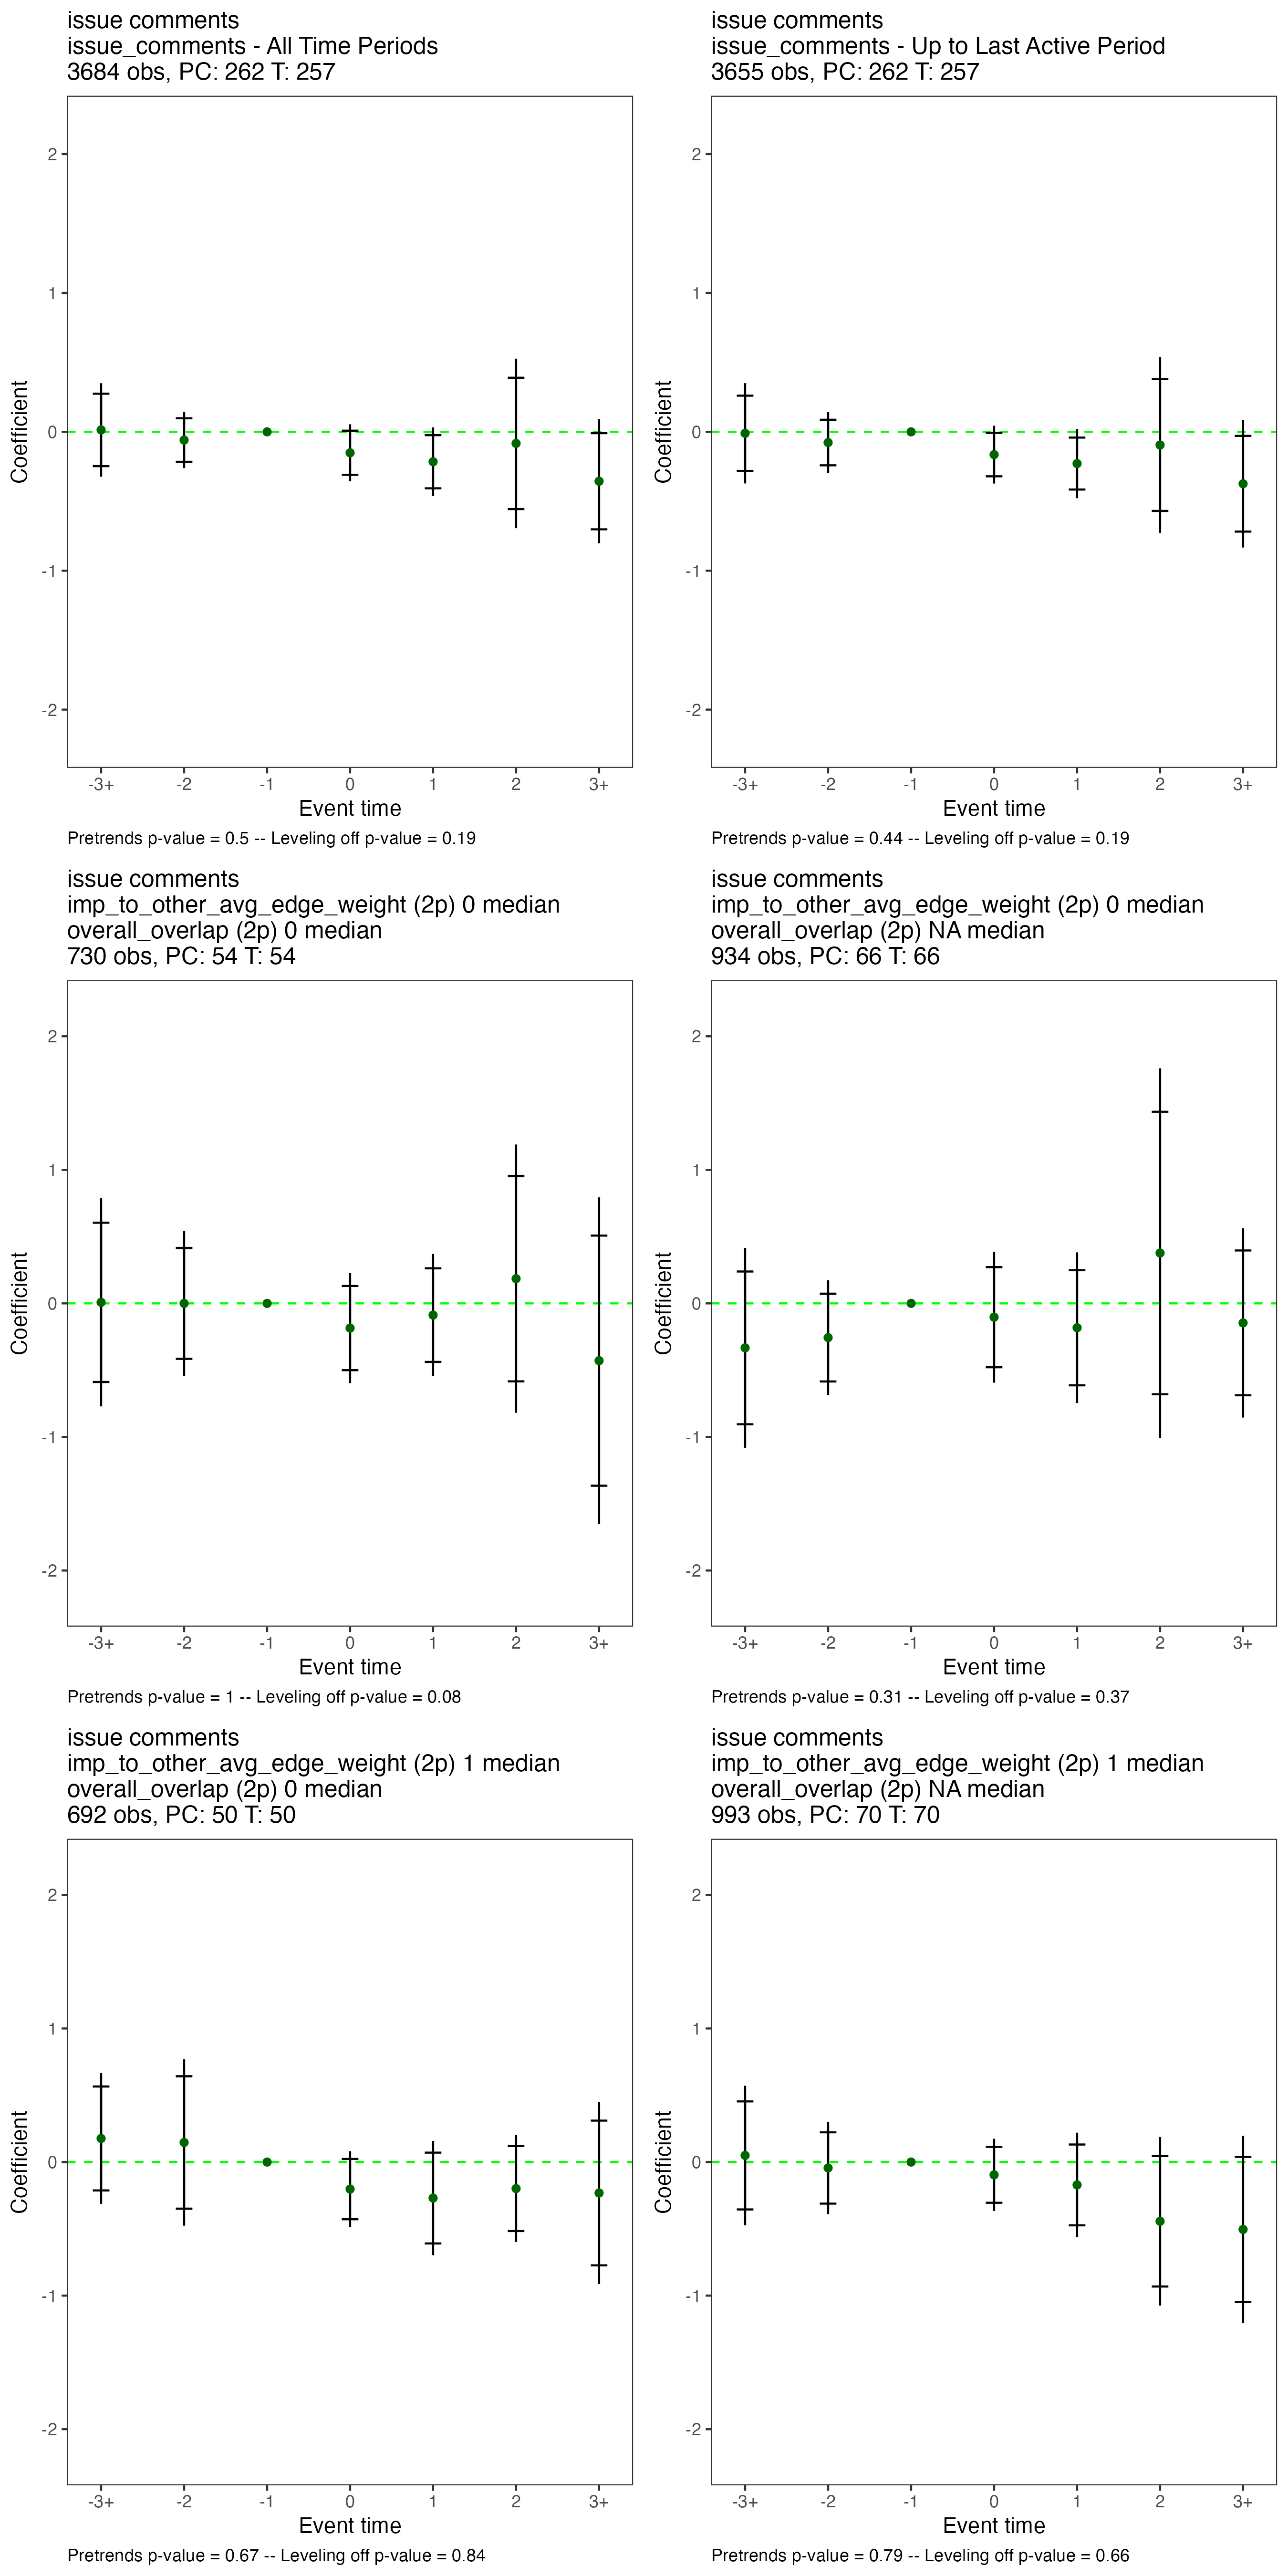 issue comments
issue_comments - All Time Periods
3684 obs, PC: 262 T: 257
2
1
0
-1
-2
Coefficient
-3+ -2 -1 0 1 2 3+
Event time
Pretrends p-value = 0.5 -- Leveling off p-value = 0.19
issue comments
issue_comments - Up to Last Active Period
3655 obs, PC: 262 T: 257
2
1
0
-1
-2
Coefficient
-3+ -2 -1 0 1 2 3+
Event time
Pretrends p-value = 0.44 -- Leveling off p-value = 0.19
issue comments
imp_to_other_avg_edge_weight (2p) 0 median
overall_overlap (2p) 0 median
730 obs, PC: 54 T: 54
2
1
0
-1
-2
Coefficient
-3+ -2 -1 0 1 2 3+
Event time
Pretrends p-value = 1 -- Leveling off p-value = 0.08
issue comments
imp_to_other_avg_edge_weight (2p) 0 median
overall_overlap (2p) NA median
934 obs, PC: 66 T: 66
2
1
0
-1
-2
Coefficient
-3+ -2 -1 0 1 2 3+
Event time
Pretrends p-value = 0.31 -- Leveling off p-value = 0.37
issue comments
imp_to_other_avg_edge_weight (2p) 1 median
overall_overlap (2p) 0 median
692 obs, PC: 50 T: 50
2
1
0
-1
-2
Coefficient
-3+ -2 -1 0 1 2 3+
Event time
Pretrends p-value = 0.67 -- Leveling off p-value = 0.84
issue comments
imp_to_other_avg_edge_weight (2p) 1 median
overall_overlap (2p) NA median
993 obs, PC: 70 T: 70
2
1
0
-1
-2
Coefficient
-3+ -2 -1 0 1 2 3+
Event time
Pretrends p-value = 0.79 -- Leveling off p-value = 0.66